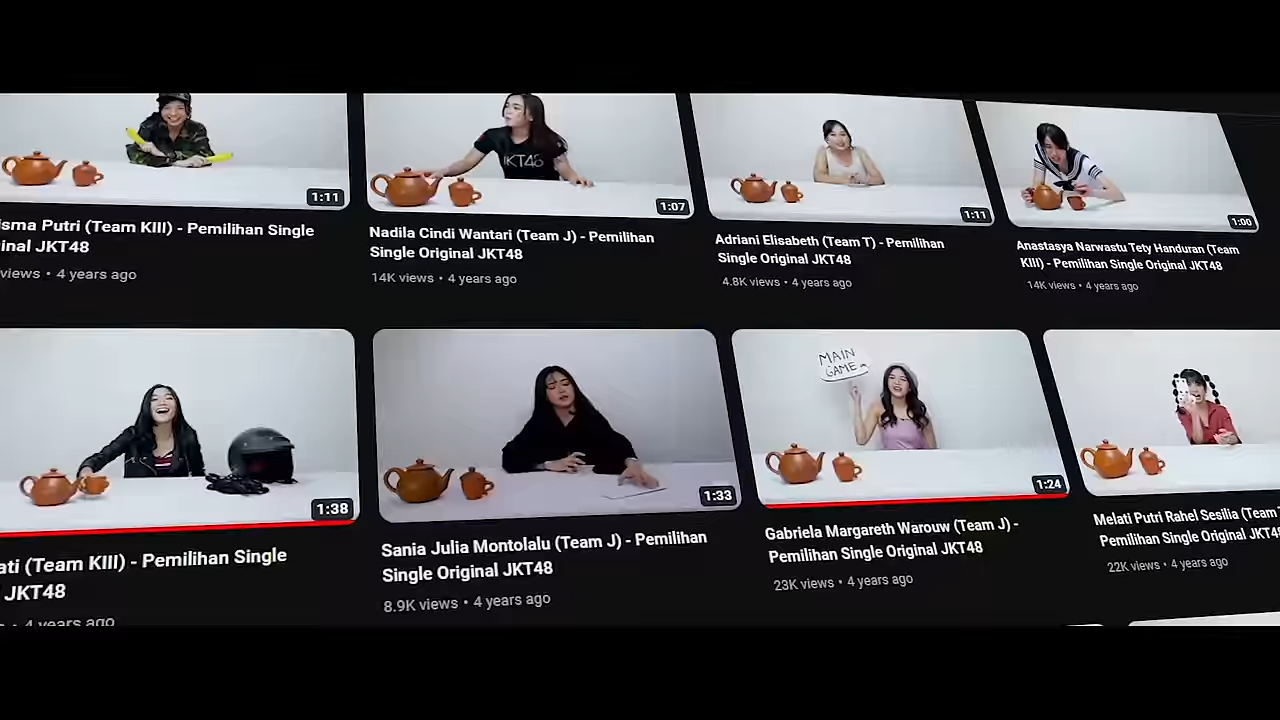 JKT48
1:11
1:07
1:11
1:00
isma Putri (Team KIII) - Pemilihan Single
inal JKT48
views • 4 years ago
Nadila Cindi Wantari (Team J) - Pemilihan
Single Original JKT48
14K views • 4 years ago
Adriani Elisabeth (Team T) - Pemilihan
Single Original JKT48
4.8K views • 4 years ago
Anastasya Narwastu Tety Handuran (Team
KIII) - Pemilihan Single Original JKT48
14K views • 4 years ago
MAIN
GAME
1:38
1:33
1:24
ati (Team KIII) - Pemilihan Single
JKT48
4 years ago
Sania Julia Montolalu (Team J) - Pemilihan
Single Original JKT48
8.9K views • 4 years ago
Gabriela Margareth Warouw (Team J) -
Pemilihan Single Original JKT48
23K views • 4 years ago
Melati Putri Rahel Sesilia (Team
Pemilihan Single Original JKT48
22K views • 4 years ago